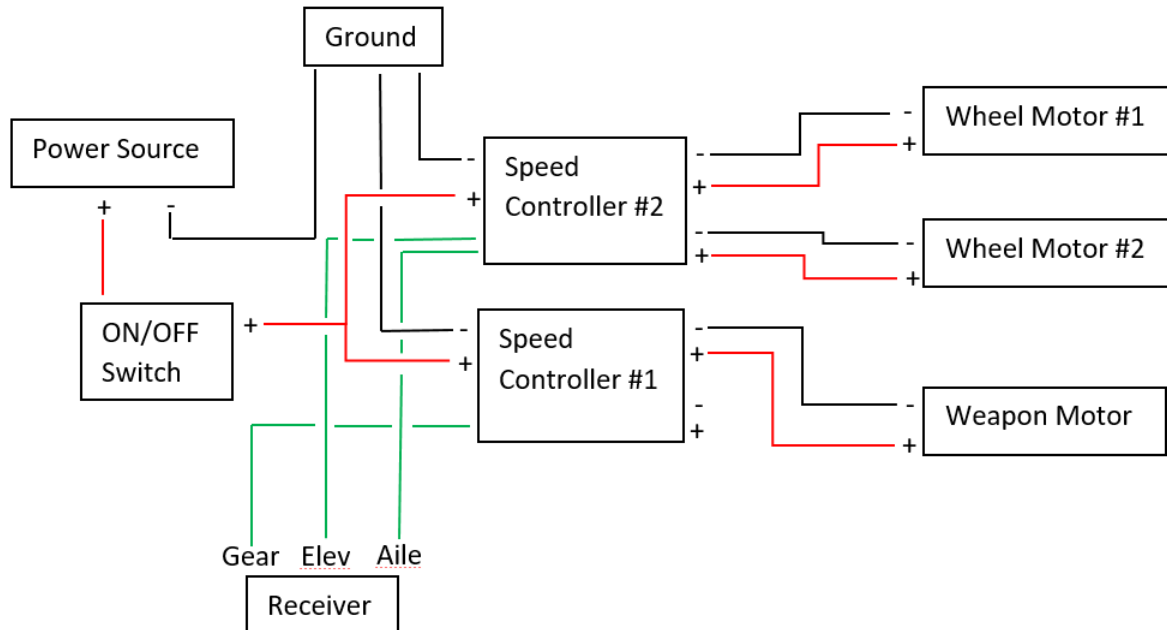 Ground
Power Source
+ -
ON/OFF
Switch
+
-
+
Speed
Controller #2
-
+
-
+
-
+
Wheel Motor #1
-
+
Wheel Motor #2
-
+
Speed
Controller #1
-
+
-
+
-
+
Weapon Motor
Gear Elev Aile
Receiver